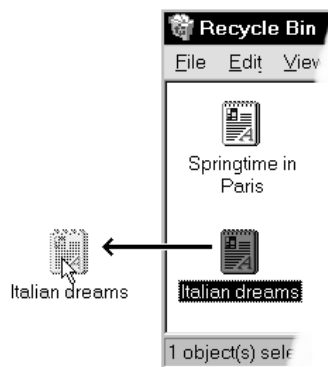 Recycle Bin
File Edit View
Springtime in
Paris
Italian dreams
Italian dreams
1 object(s) sele